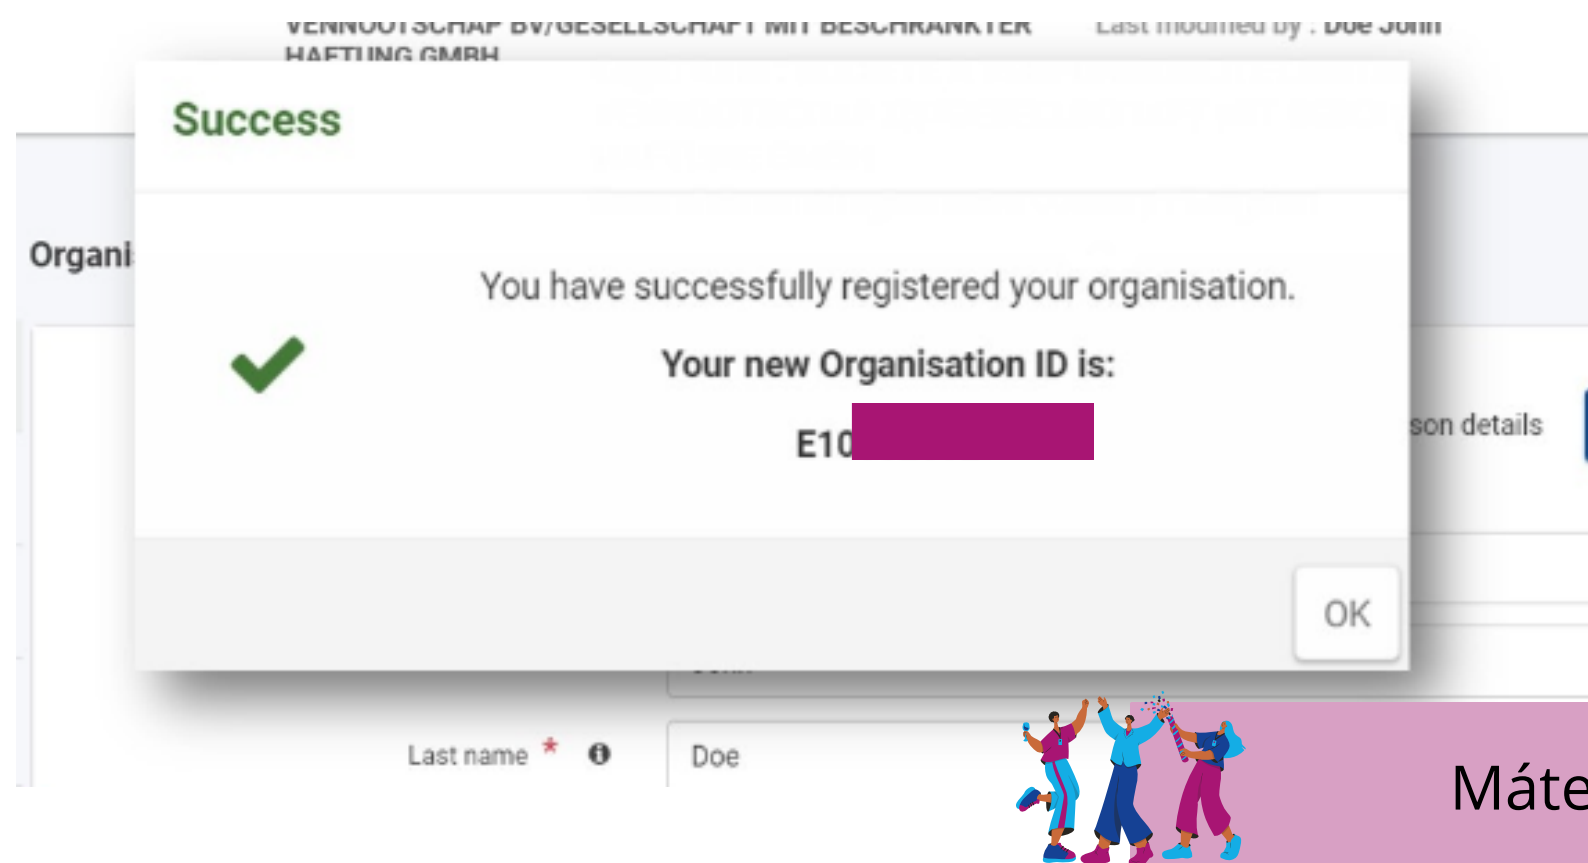 VENNOOTSCHAP BV/GESELLSCHAFT MIT BESCHRANKTER
HAFTUNG GMBH
Last modified by : Doe John
Success
Organi
You have successfully registered your organisation.
Your new Organisation ID is:
E10
son details
OK
John
Last name *
Doe
Máte